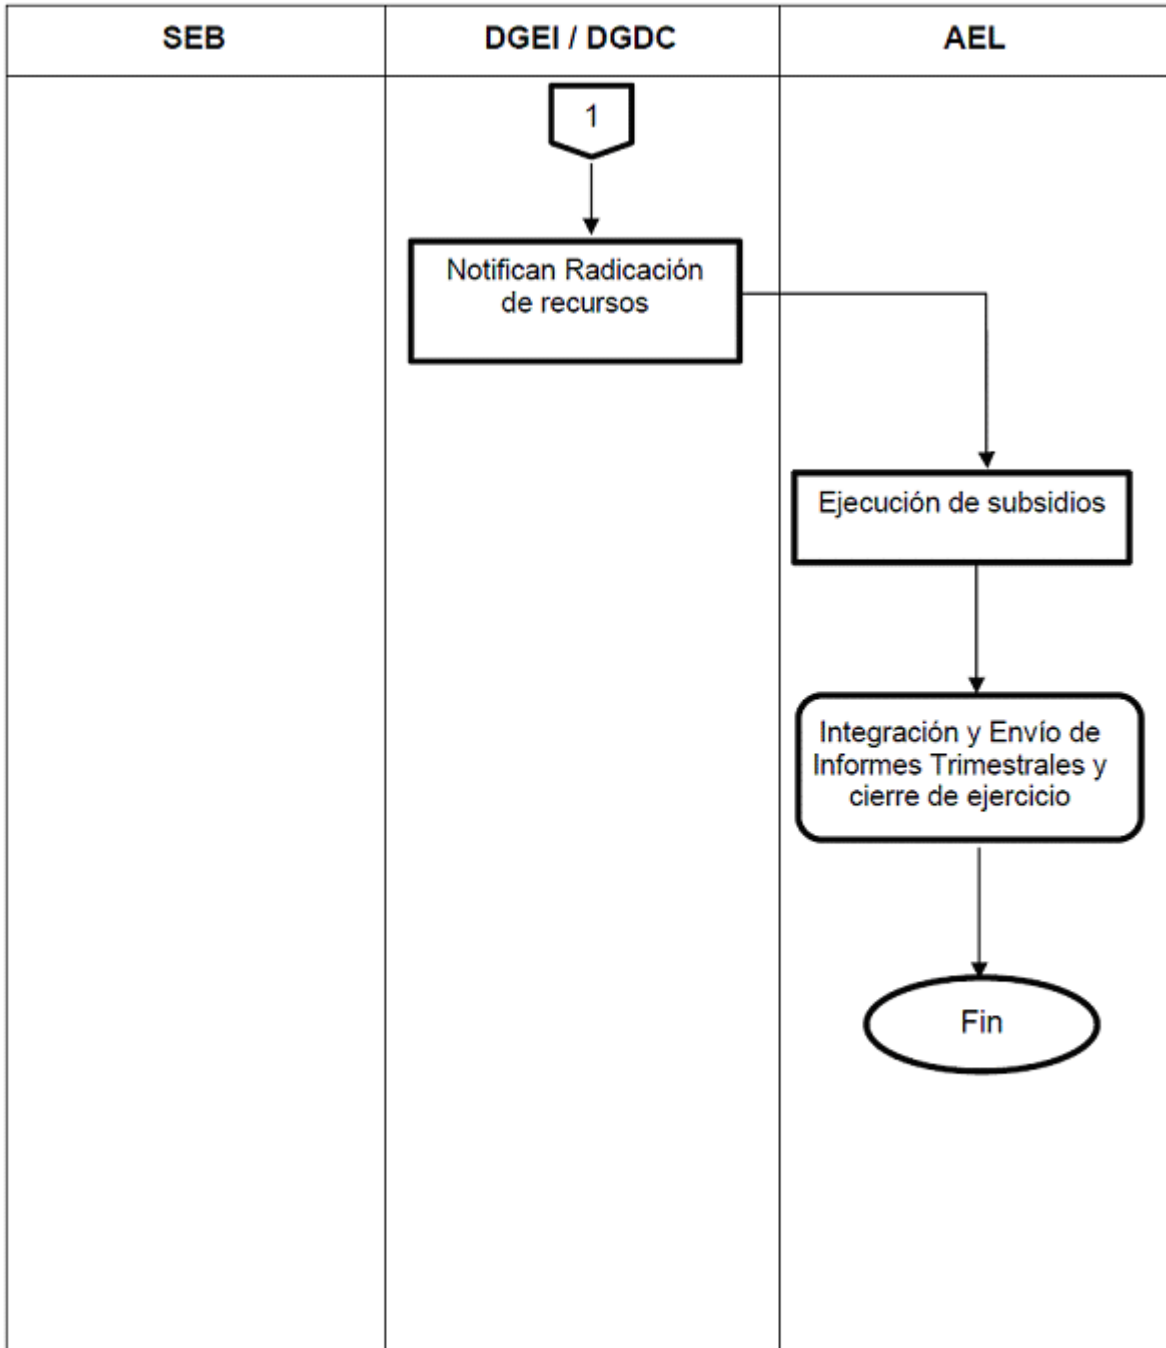 SEB
DGEI / DGDC
AEL
1
Notifican Radicación
de recursos
Ejecución de subsidios
Integración y Envío de
Informes Trimestrales y
cierre de ejercicio
Fin